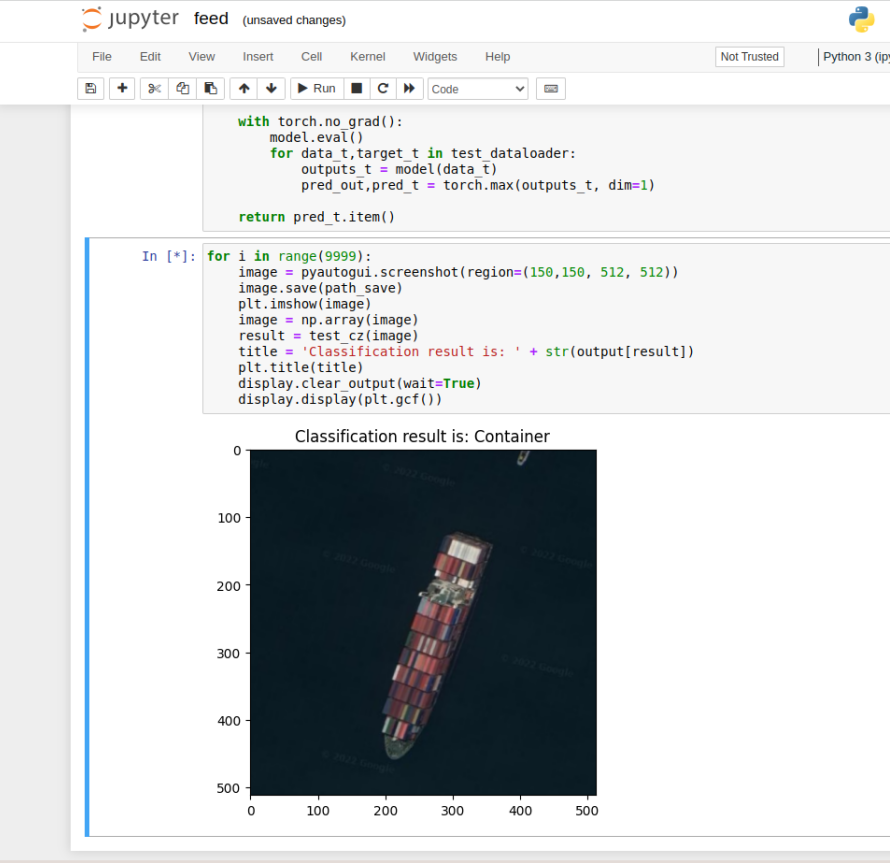 jupyter feed (unsaved changes)
File Edit View Insert Cell Kernel Widgets Help Not Trusted Python 3 (ipy
Run Code
with torch.no_grad():
model.eval()
for data_t,target_t in test_dataloader:
outputs_t = model(data_t)
pred_out,pred_t = torch.max(outputs_t, dim=1)
return pred_t.item()
In [*]: for i in range(9999):
image = pyautogui.screenshot(region=(150,150, 512, 512))
image.save(path_save)
plt.imshow(image)
image = np.array(image)
result = test_cz(image)
title = 'Classification result is: ' + str(output[result])
plt.title(title)
display.clear_output(wait=True)
display.display(plt.gcf())
Classification result is: Container
0
gle
© 2022 Google
100
© 2022 Google
© 2022 Google
200
300
© 2022 Google
400
© 2022 Google
500
0 100 200 300 400 500